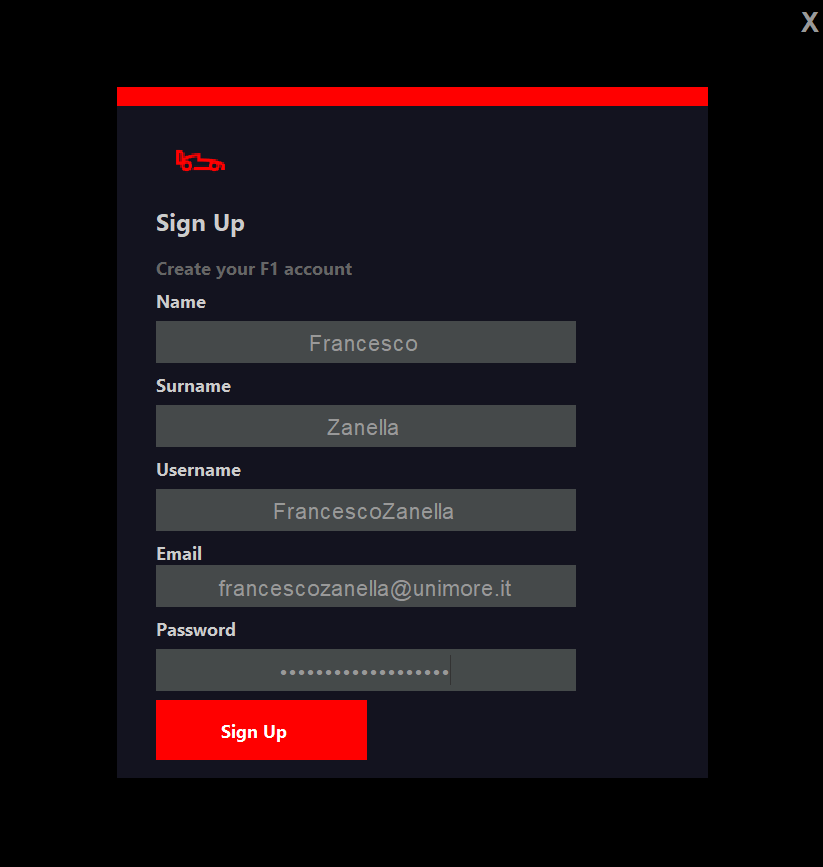 X
Sign Up
Create your F1 account
Name
Francesco
Surname
Zanella
Username
FrancescoZanella
Email
francescozanella@unimore.it
Password
•••••••••••••••••••
Sign Up